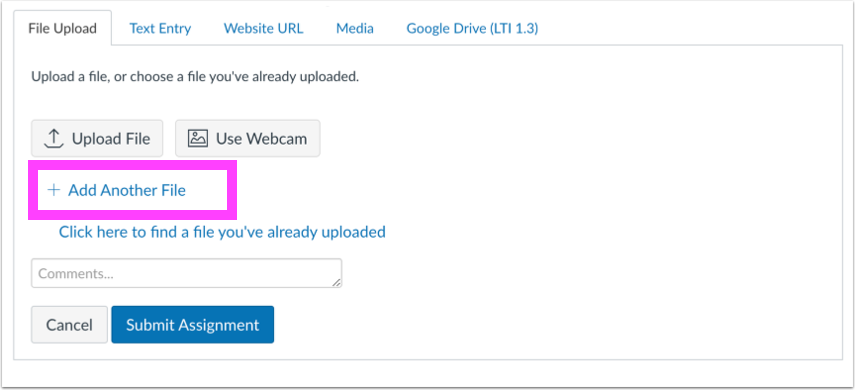 File Upload Text Entry Website URL Media Google Drive (LTI 1.3)
Upload a file, or choose a file you've already uploaded.
Upload File Use Webcam
+ Add Another File
Click here to find a file you've already uploaded
Comments...
Cancel Submit Assignment